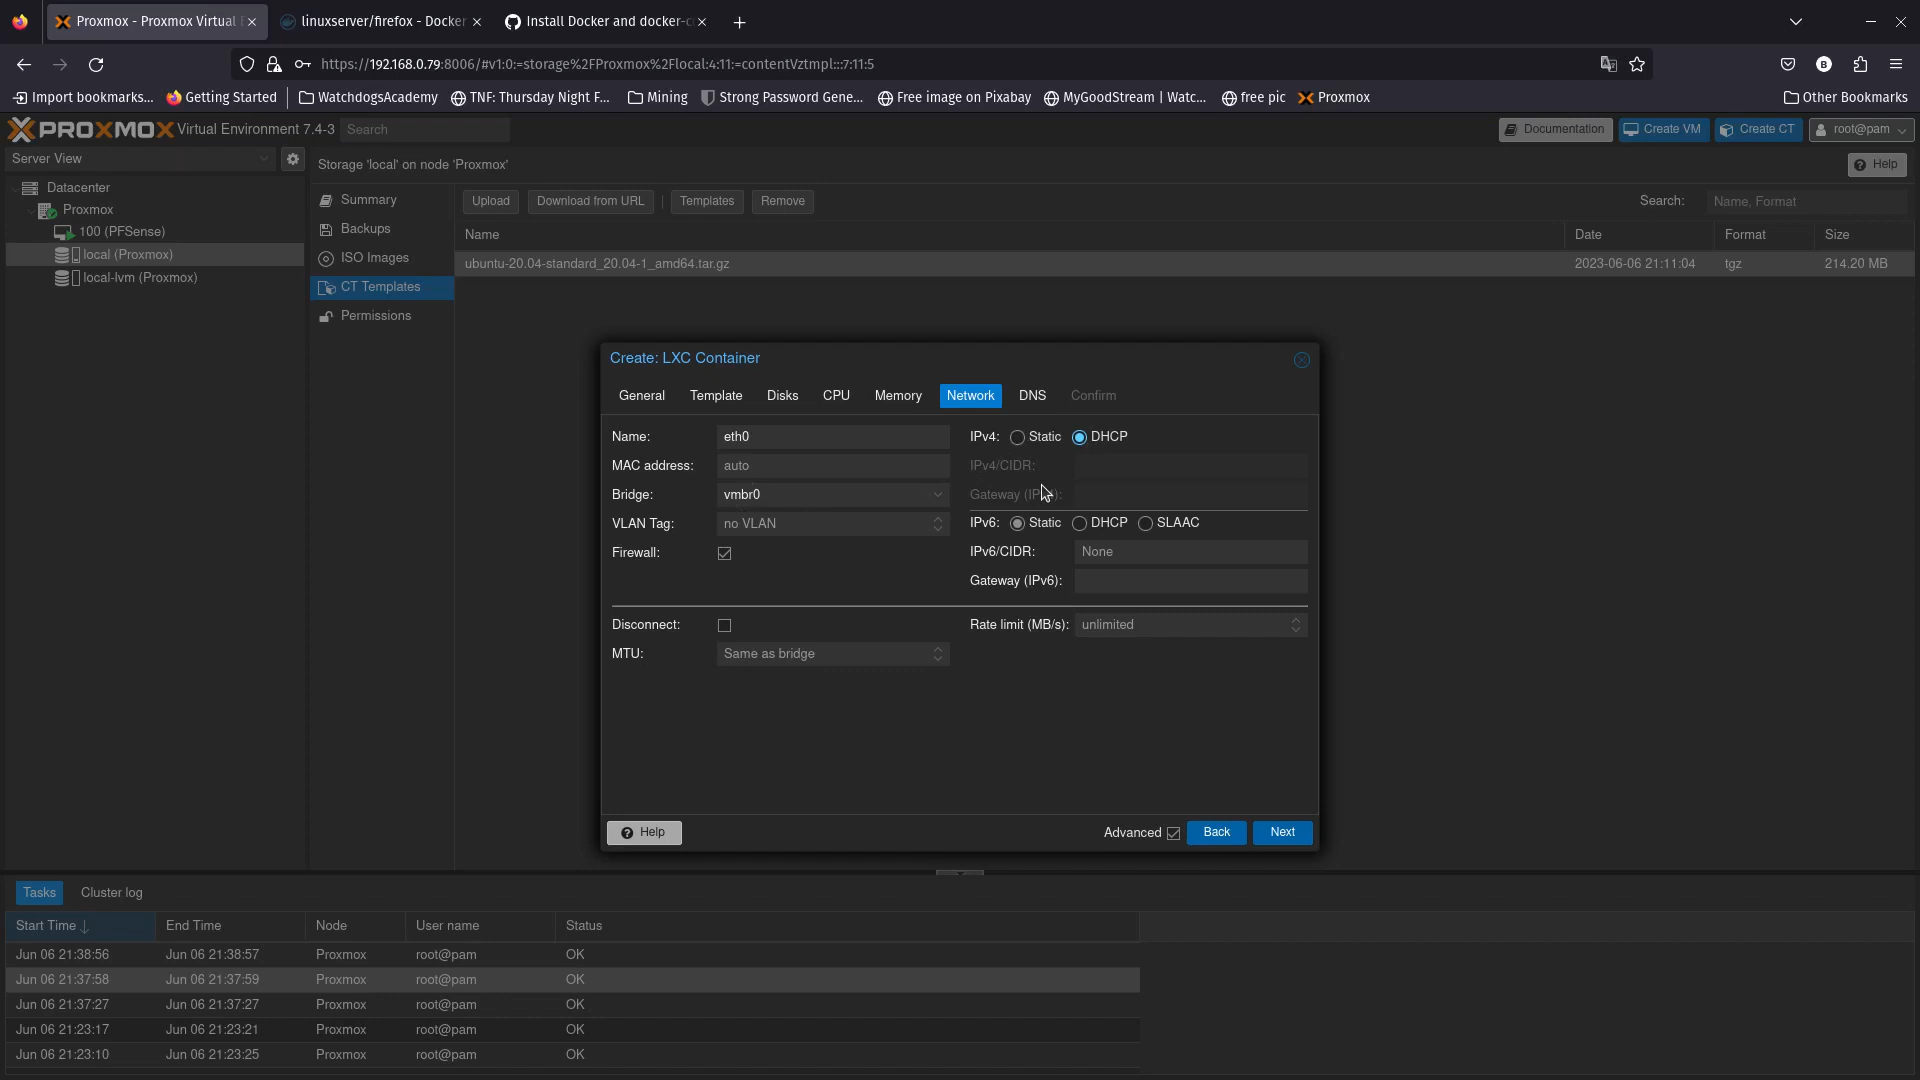 Proxmox - Proxmox Virtual E
linuxserver/firefox - Docker
Install Docker and docker-c
https://192.168.0.79:8006/#v1:0:=storage%2FProxmox%2Flocal:4:11:=contentVztmpl:::7:11:5
B
Import bookmarks...
Getting Started
WatchdogsAcademy
TNF: Thursday Night F...
Mining
Strong Password Gene...
Free image on Pixabay
MyGoodStream | Watc...
free pic
Proxmox
Other Bookmarks
PROXMOX
Virtual Environment 7.4-3
Search
Documentation
Create VM
Create CT
root@pam
Server View
Storage 'local' on node 'Proxmox'
Help
Datacenter
Proxmox
100 (PFSense)
local (Proxmox)
local-lvm (Proxmox)
Summary
Backups
ISO Images
CT Templates
Permissions
Upload
Download from URL
Templates
Remove
Search:
Name, Format
Name
Date
Format
Size
ubuntu-20.04-standard_20.04-1_amd64.tar.gz
2023-06-06 21:11:04
tgz
214.20 MB
Create: LXC Container
General
Template
Disks
CPU
Memory
Network
DNS
Confirm
Name:
eth0
MAC address:
auto
Bridge:
vmbr0
VLAN Tag:
no VLAN
Firewall:
IPv4:
Static
DHCP
IPv4/CIDR:
Gateway (IP
):
IPv6:
Static
DHCP
SLAAC
IPv6/CIDR:
None
Gateway (IPv6):
Disconnect:
MTU:
Same as bridge
Rate limit (MB/s):
unlimited
Help
Advanced
Back
Next
Tasks
Cluster log
Start Time
End Time
Node
User name
Status
Jun 06 21:38:56
Jun 06 21:38:57
Proxmox
root@pam
OK
Jun 06 21:37:58
Jun 06 21:37:59
Proxmox
root@pam
OK
Jun 06 21:37:27
Jun 06 21:37:27
Proxmox
root@pam
OK
Jun 06 21:23:17
Jun 06 21:23:21
Proxmox
root@pam
OK
Jun 06 21:23:10
Jun 06 21:23:25
Proxmox
root@pam
OK